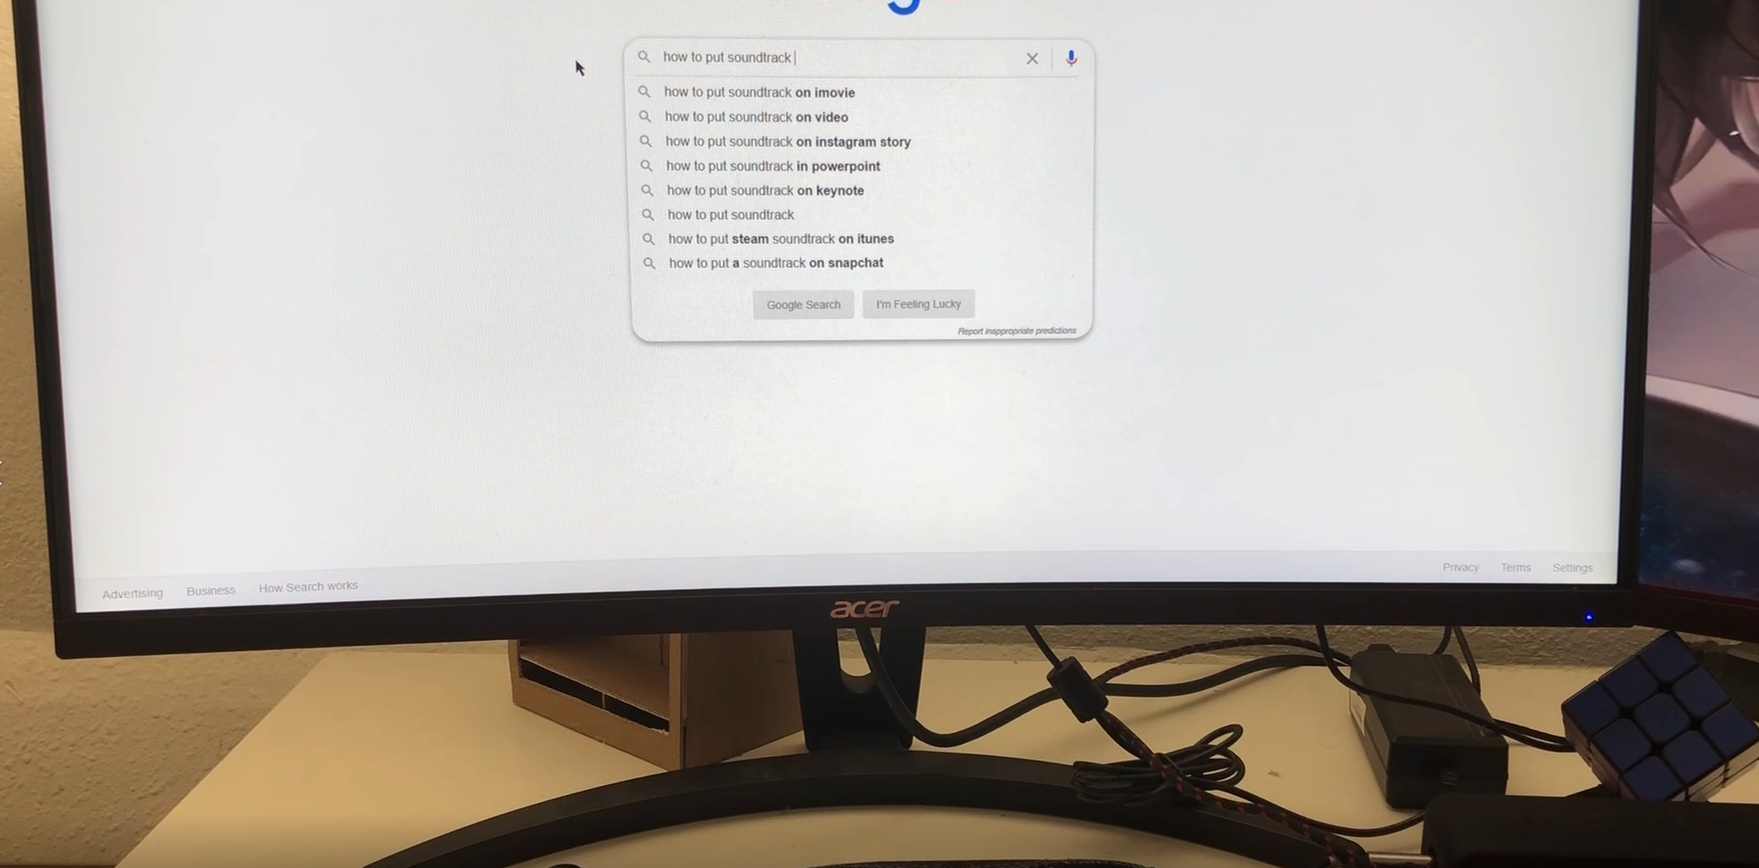 how to put soundtrack
how to put soundtrack on imovie
how to put soundtrack on video
how to put soundtrack on instagram story
how to put soundtrack in powerpoint
how to put soundtrack on keynote
how to put soundtrack
how to put steam soundtrack on itunes
how to put a soundtrack on snapchat
Google Search I'm Feeling Lucky
Report inappropriate predictions
Advertising Business How Search works Privacy Terms Settings
acer